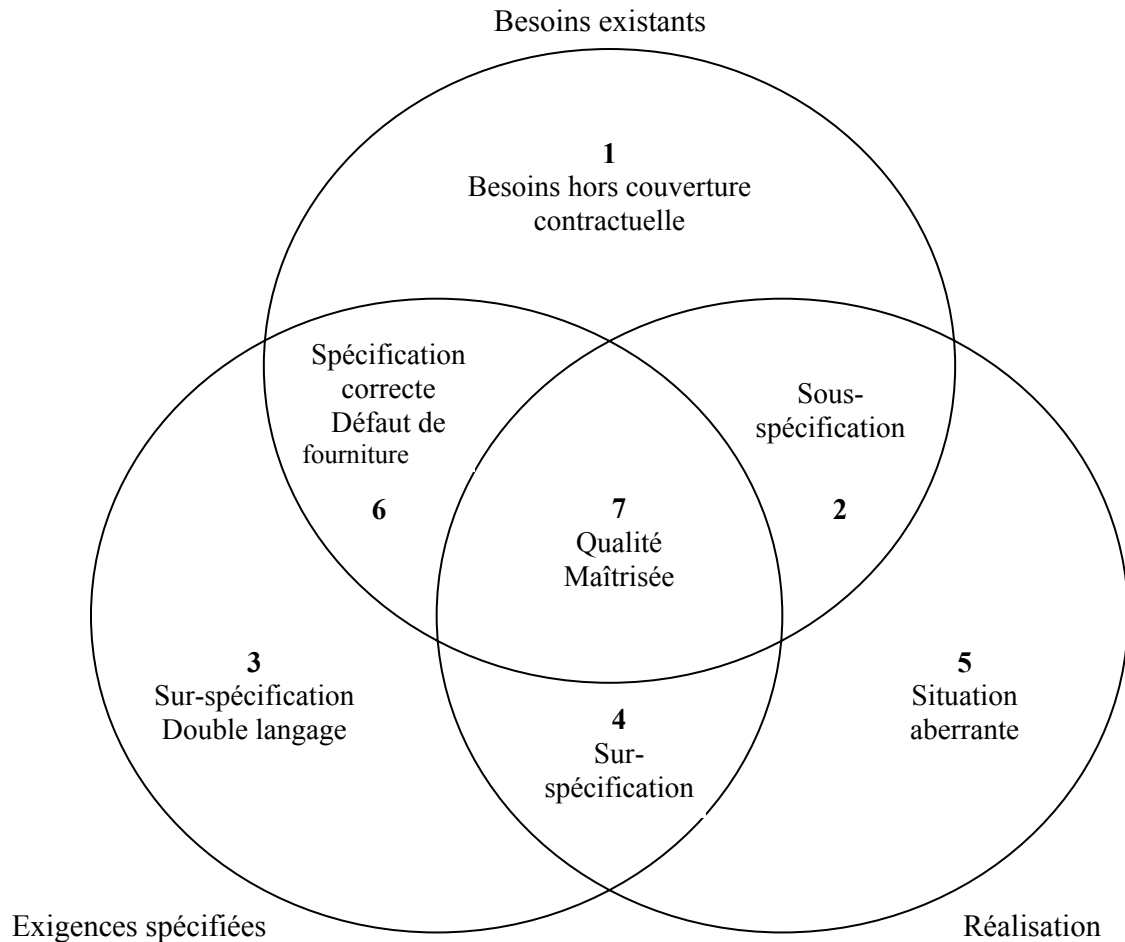 Besoins existants
1
Besoins hors couverture
contractuelle
Spécification
correcte
Défaut de
fourniture
6
Sous-
spécification
2
7
Qualité
Maîtrisée
3
Sur-spécification
Double langage
4
Sur-
spécification
5
Situation
aberrante
Exigences spécifiées
Réalisation